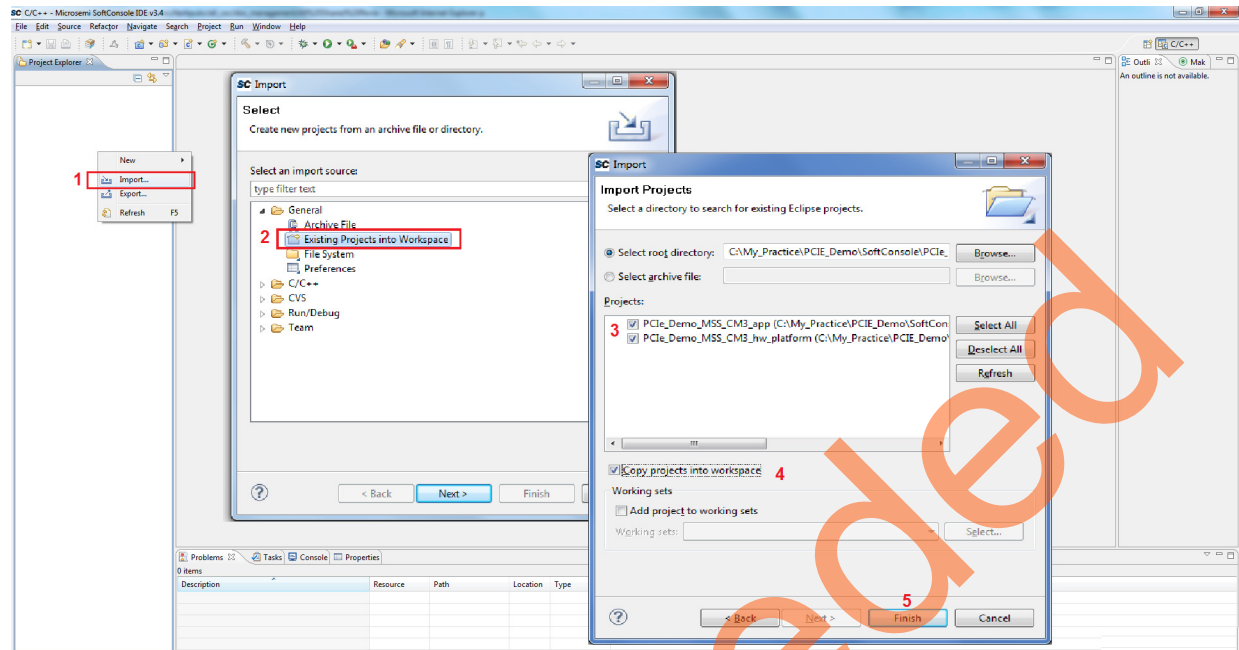 SC C/C++ - Microsemi SoftConsole IDE v3.4
File Edit Source Refactor Navigate Search Project Run Window Help
C/C++
Project Explorer
Outli Mak
An outline is not available.
New
1 Import...
Export...
Refresh F5
SC Import
Select
Create new projects from an archive file or directory.
Select an import source:
type filter text
General
Archive File
2 Existing Projects into Workspace
File System
Preferences
C/C++
CVS
Run/Debug
Team
? < Back Next > Finish
SC Import
Import Projects
Select a directory to search for existing Eclipse projects.
Select root directory: C:\My_Practice\PCIE_Demo\SoftConsole\PCIe_ Browse...
Select archive file: Browse...
Projects:
3 PCIe_Demo_MSS_CM3_app (C:\My_Practice\PCIE_Demo\SoftCon
PCIe_Demo_MSS_CM3_hw_platform (C:\My_Practice\PCIE_Demo\
Select All
Deselect All
Refresh
Copy projects into workspace 4
Working sets
Add project to working sets
Working sets: Select...
5
? < Back Next > Finish Cancel
Problems Tasks Console Properties
0 items
Description Resource Path Location Type
ded